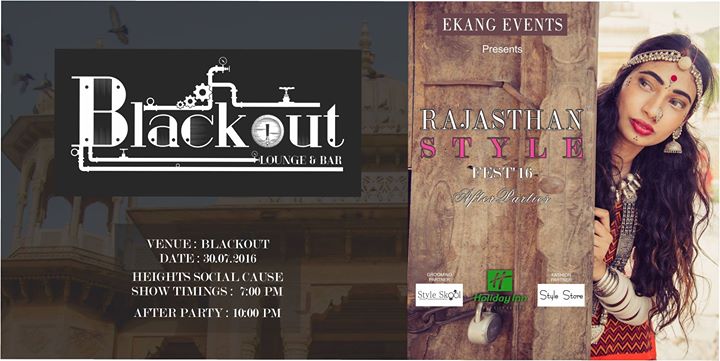 Blackout
LOUNGE & BAR
VENUE : BLACKOUT
DATE : 30.07.2016
HEIGHTS SOCIAL CAUSE
SHOW TIMINGS : 7:00 PM
AFTER PARTY : 10:00 PM
EKANG EVENTS
Presents
RAJASTHAN
STYLE
FEST'16
After Parties
GROOMING
PARTNER
Style Skool
Holiday Inn
FASHION
PARTNER
Style Store